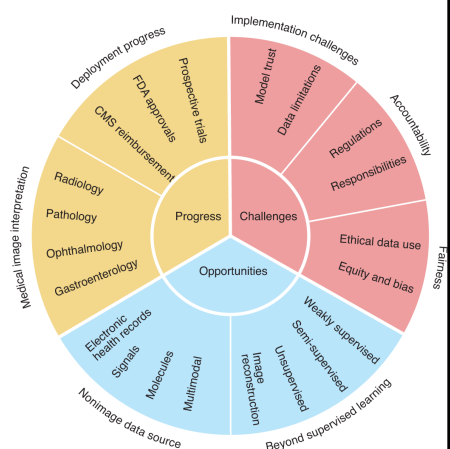 Implementation challenges
Deployment progress
Prospective trials
FDA approvals
CMS reimbursement
Model trust
Data limitations
Accountability
Regulations
Responsibilities
Medical image interpretation
Radiology
Pathology
Ophthalmology
Gastroenterology
Progress
Challenges
Opportunities
Ethical data use
Equity and bias
Fairness
Electronic
health records
Signals
Molecules
Multimodal
Nonimage data source
Weakly supervised
Semi-supervised
Unsupervised
Image
reconstruction
Beyond supervised learning